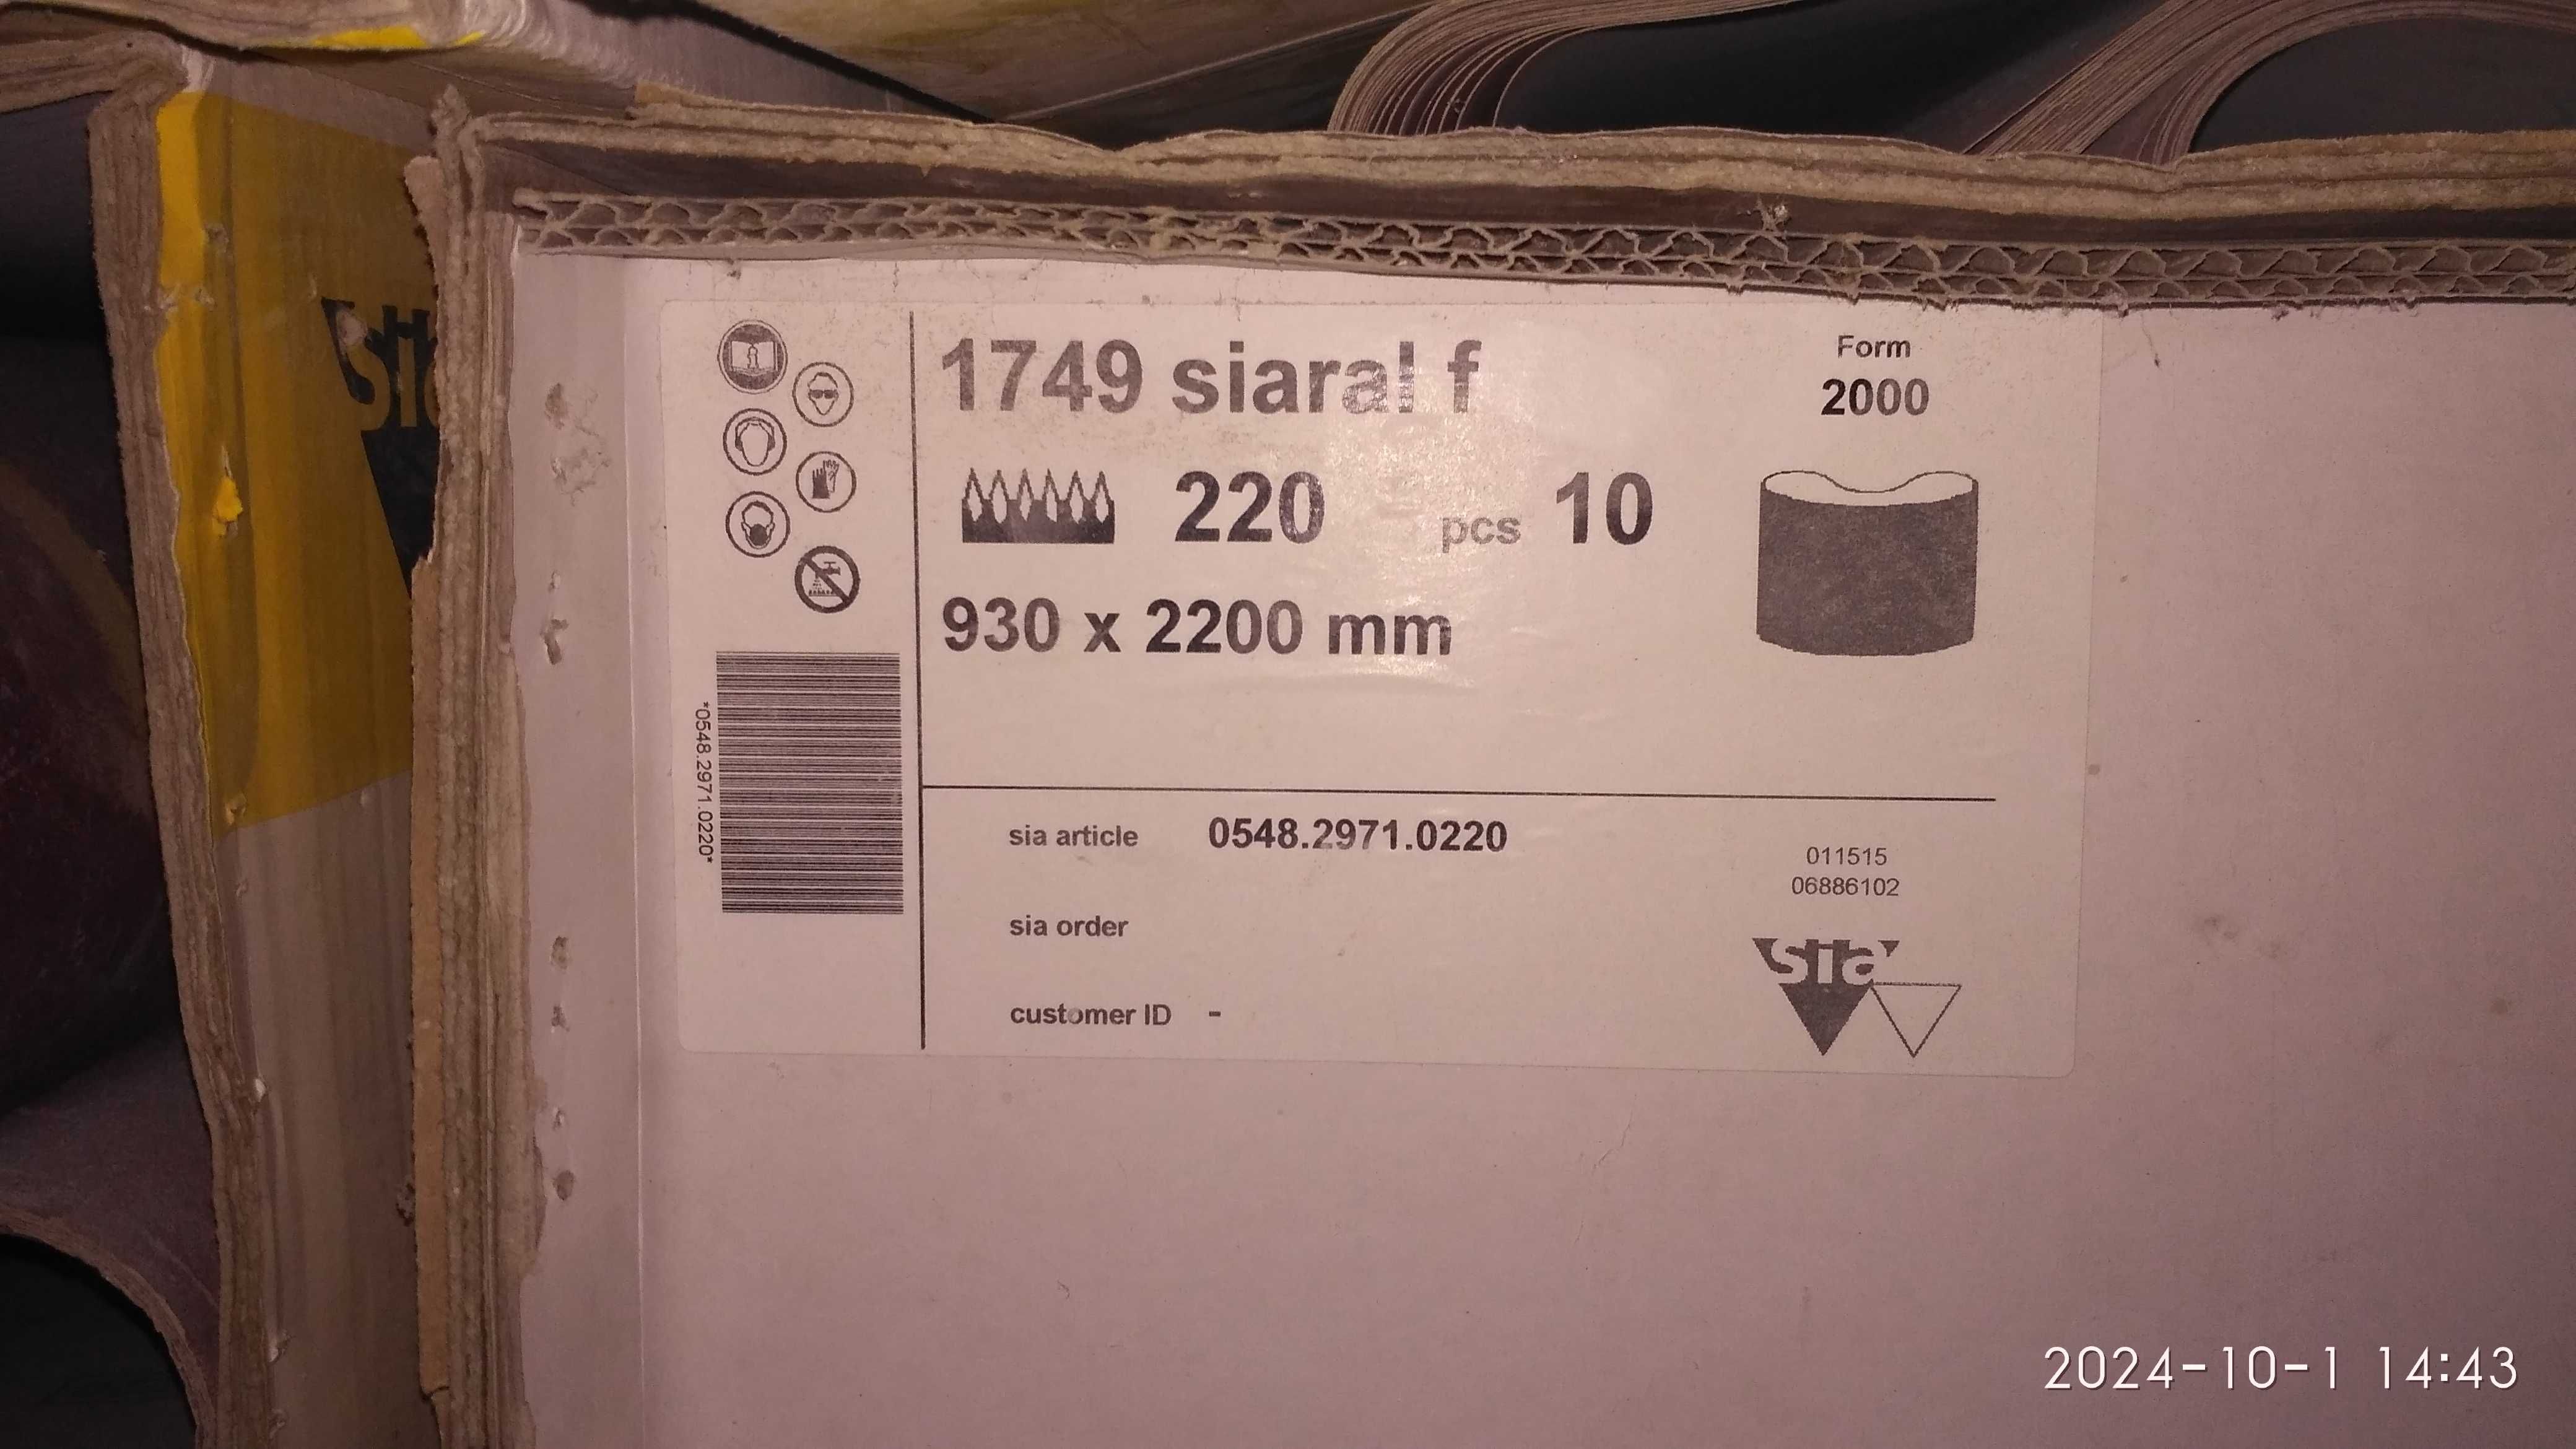 sia
1749 siaral f
Form
2000
220 pcs 10
930 x 2200 mm
*0548.2971.0220*
sia article 0548.2971.0220
011515
06886102
sia order
sia
customer ID -
2024-10-1 14:43